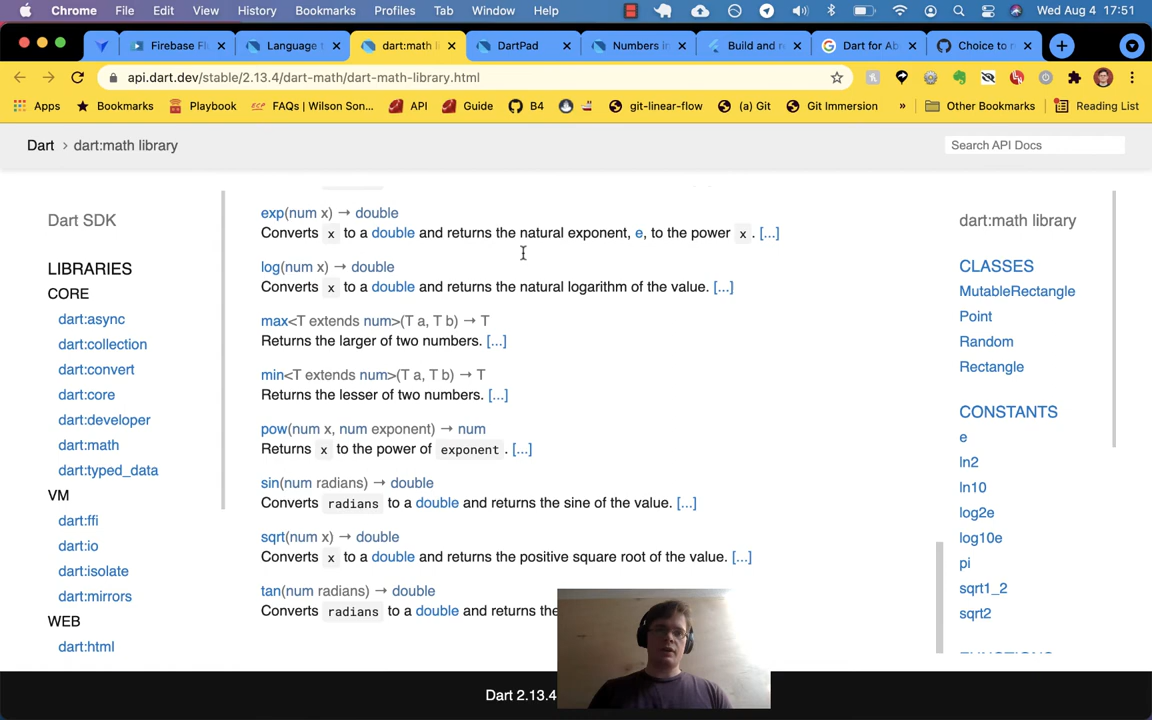 Chrome File Edit View History Bookmarks Profiles Tab Window Help Wed Aug 4 17:51
Firebase Fl Language t dart:math li DartPad Numbers in Build and r Dart for Ab Choice to n
api.dart.dev/stable/2.13.4/dart-math/dart-math-library.html
Apps Bookmarks Playbook FAQs | Wilson Son... API Guide B4 git-linear-flow (a) Git Git Immersion » Other Bookmarks Reading List
Dart › dart:math library
Search API Docs
Dart SDK
LIBRARIES
CORE
dart:async
dart:collection
dart:convert
dart:core
dart:developer
dart:math
dart:typed_data
VM
dart:ffi
dart:io
dart:isolate
dart:mirrors
WEB
dart:html
exp(num x) → double
Converts x to a double and returns the natural exponent, e, to the power x. [...]
log(num x) → double
Converts x to a double and returns the natural logarithm of the value. [...]
max<T extends num>(T a, T b) → T
Returns the larger of two numbers. [...]
min<T extends num>(T a, T b) → T
Returns the lesser of two numbers. [...]
pow(num x, num exponent) → num
Returns x to the power of exponent. [...]
sin(num radians) → double
Converts radians to a double and returns the sine of the value. [...]
sqrt(num x) → double
Converts x to a double and returns the positive square root of the value. [...]
tan(num radians) → double
Converts radians to a double and returns the
dart:math library
CLASSES
MutableRectangle
Point
Random
Rectangle
CONSTANTS
e
ln2
ln10
log2e
log10e
pi
sqrt1_2
sqrt2
FUNCTIONS
Dart 2.13.4